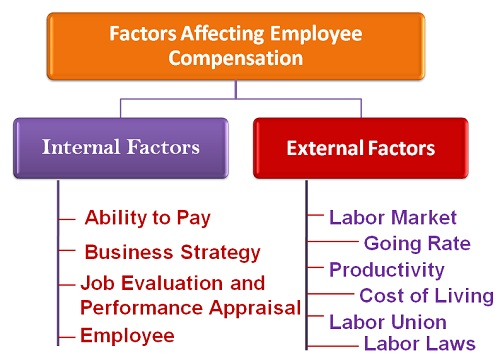 Factors Affecting Employee
Compensation
Internal Factors
External Factors
Ability to Pay
Business Strategy
Job Evaluation and
Performance Appraisal
Employee
Labor Market
Going Rate
Productivity
Cost of Living
Labor Union
Labor Laws